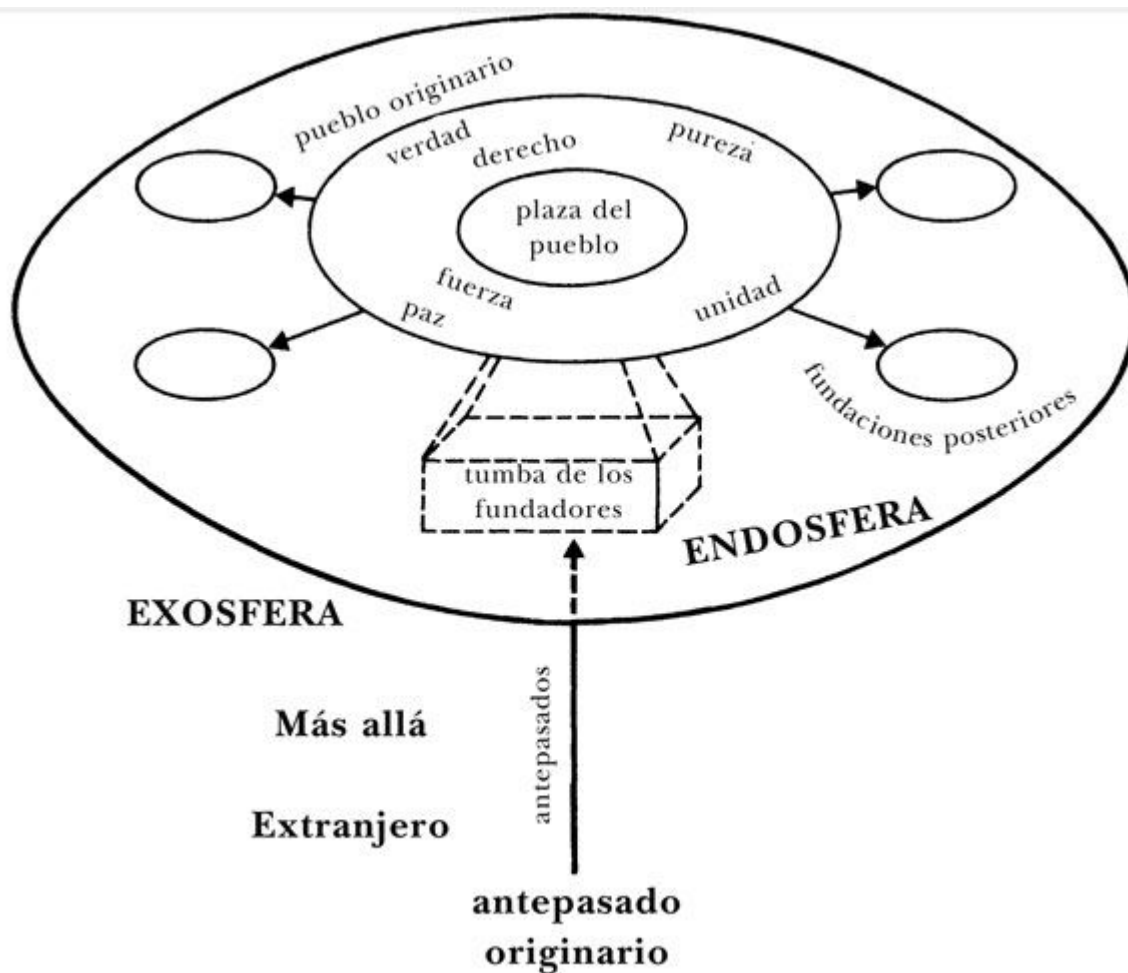 pueblo originario
verdad
derecho
pureza
plaza del
pueblo
fuerza
paz
unidad
fundaciones posteriores
tumba de los
fundadores
ENDOSFERA
EXOSFERA
antepasados
Más allá
Extranjero
antepasado
originario